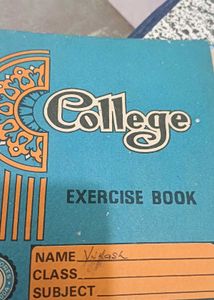 College
EXERCISE BOOK
NAME Vikash
CLASS
SUBJECT